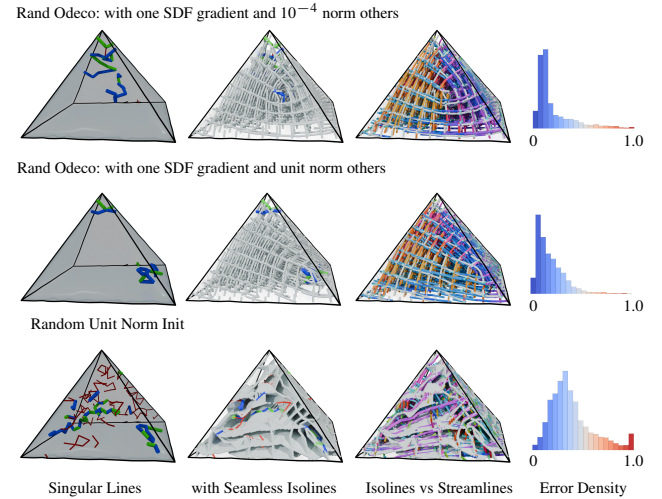 Rand Odeco: with one SDF gradient and 10⁻⁴ norm others
0 1.0
Rand Odeco: with one SDF gradient and unit norm others
0 1.0
Random Unit Norm Init
0 1.0
Singular Lines with Seamless Isolines Isolines vs Streamlines Error Density